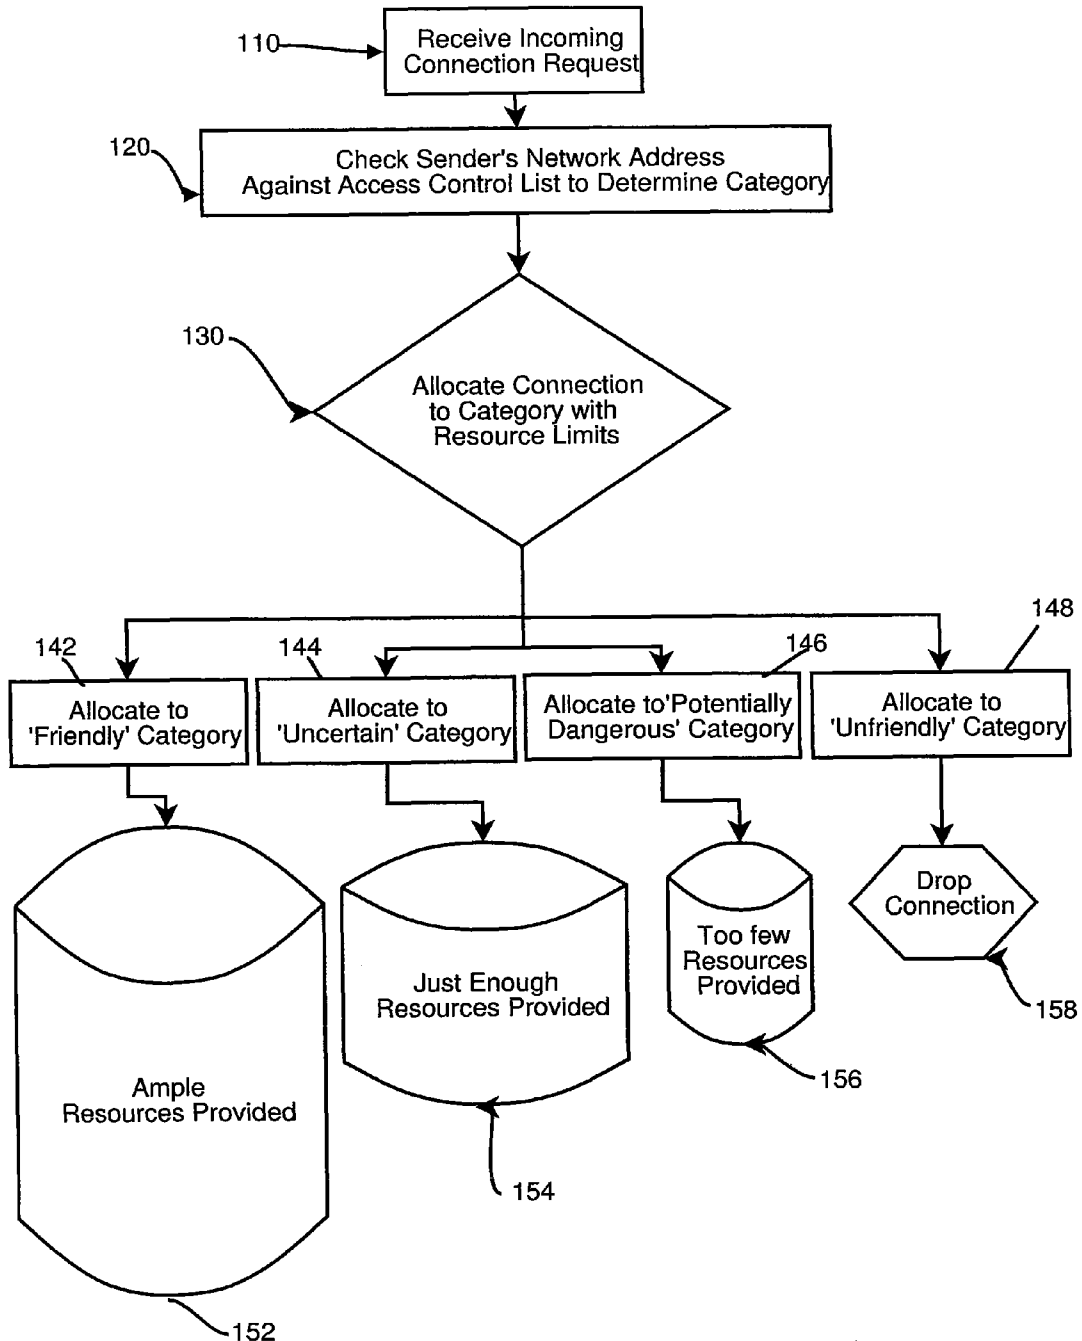 110
Receive Incoming
Connection Request
120
Check Sender's Network Address
Against Access Control List to Determine Category
130
Allocate Connection
to Category with
Resource Limits
142
144
146
148
Allocate to
'Friendly' Category
Allocate to
'Uncertain' Category
Allocate to'Potentially
Dangerous' Category
Allocate to
'Unfriendly' Category
Ample
Resources Provided
Just Enough
Resources Provided
Too few
Resources
Provided
Drop
Connection
158
156
154
152